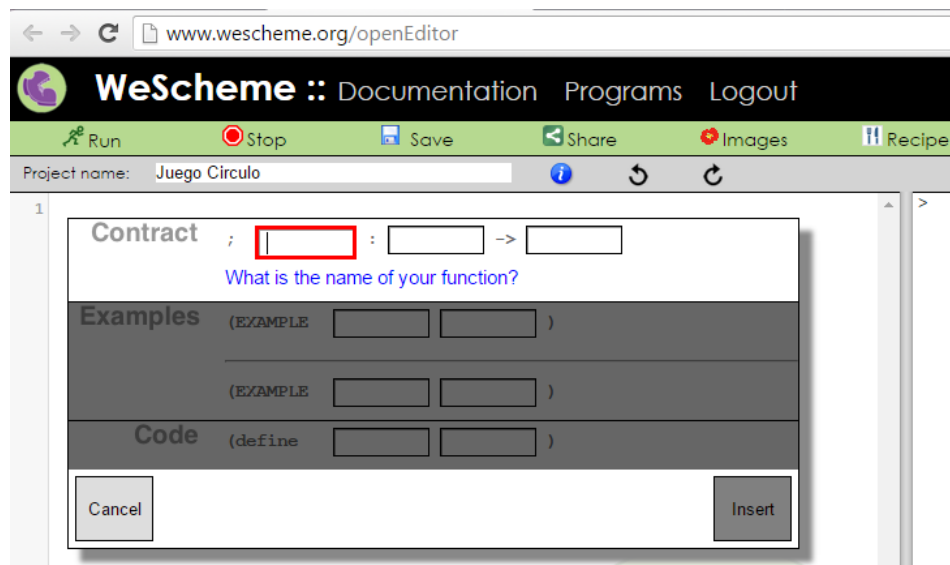 www.wescheme.org/openEditor
WeScheme :: Documentation Programs Logout
Run Stop Save Share Images Recipe
Project name: Juego Circulo
1 >
Contract ; : ->
What is the name of your function?
Examples (EXAMPLE )
(EXAMPLE )
Code (define )
Cancel Insert